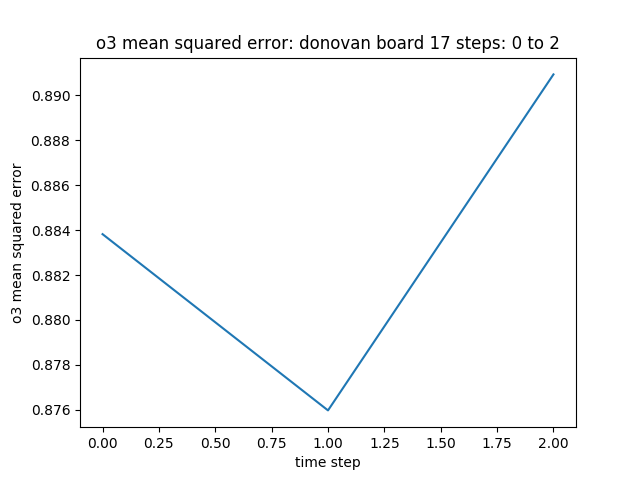 o3 mean squared error: donovan board 17 steps: 0 to 2
0.890
0.888
0.886
0.884
0.882
0.880
0.878
0.876
o3 mean squared error
0.00 0.25 0.50 0.75 1.00 1.25 1.50 1.75 2.00
time step